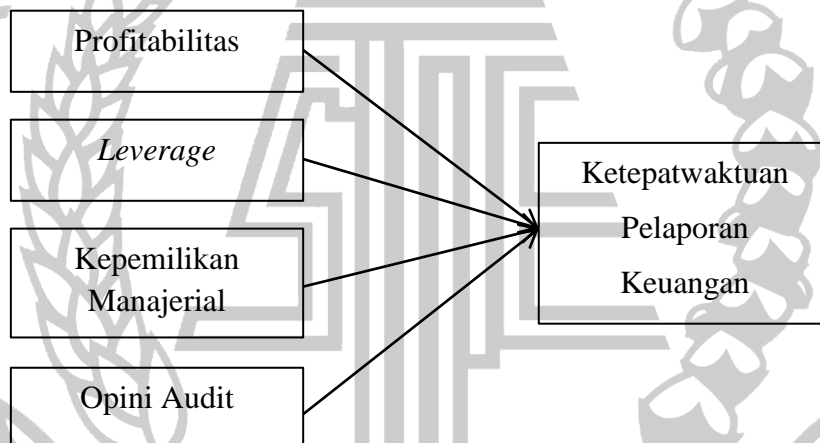 Profitabilitas
Leverage
Kepemilikan
Manajerial
Opini Audit
Ketepatwaktuan
Pelaporan
Keuangan